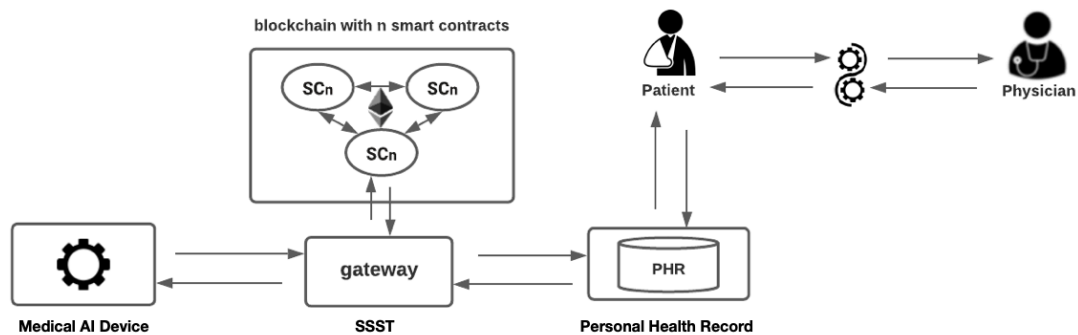 blockchain with n smart contracts
SCn
SCn
SCn
Patient
Physician
gateway
PHR
Medical AI Device
SSST
Personal Health Record